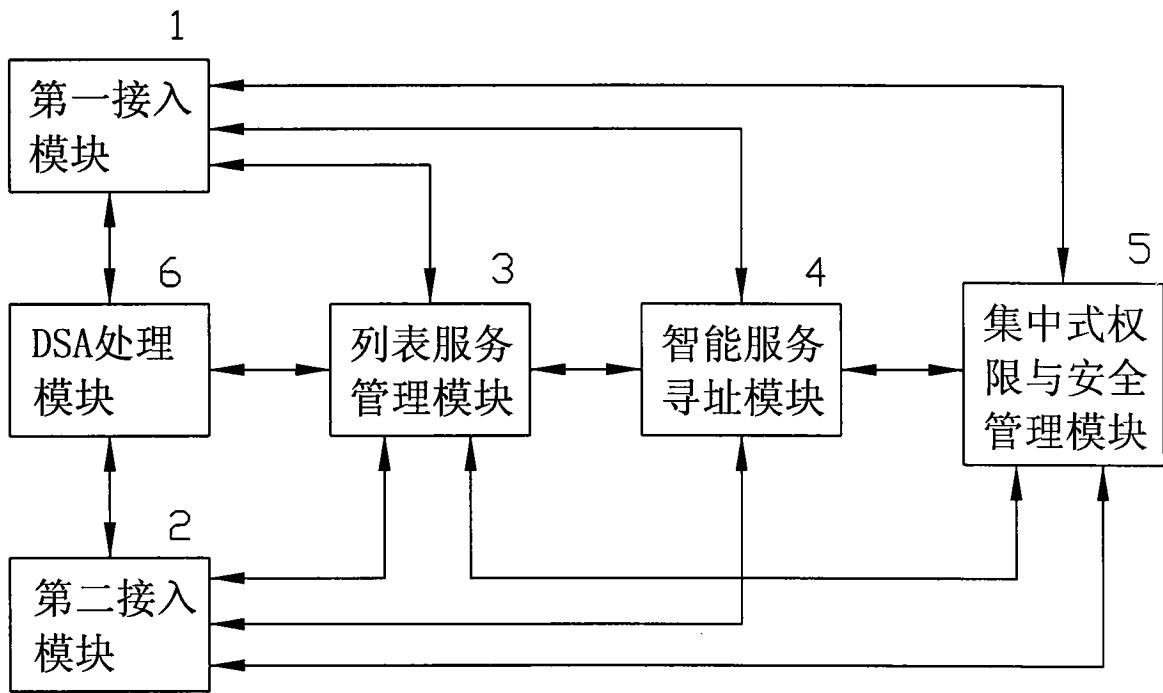 1
第一接入
模块
6
DSA处理
模块
3
列表服务
管理模块
4
智能服务
寻址模块
5
集中式权
限与安全
管理模块
2
第二接入
模块